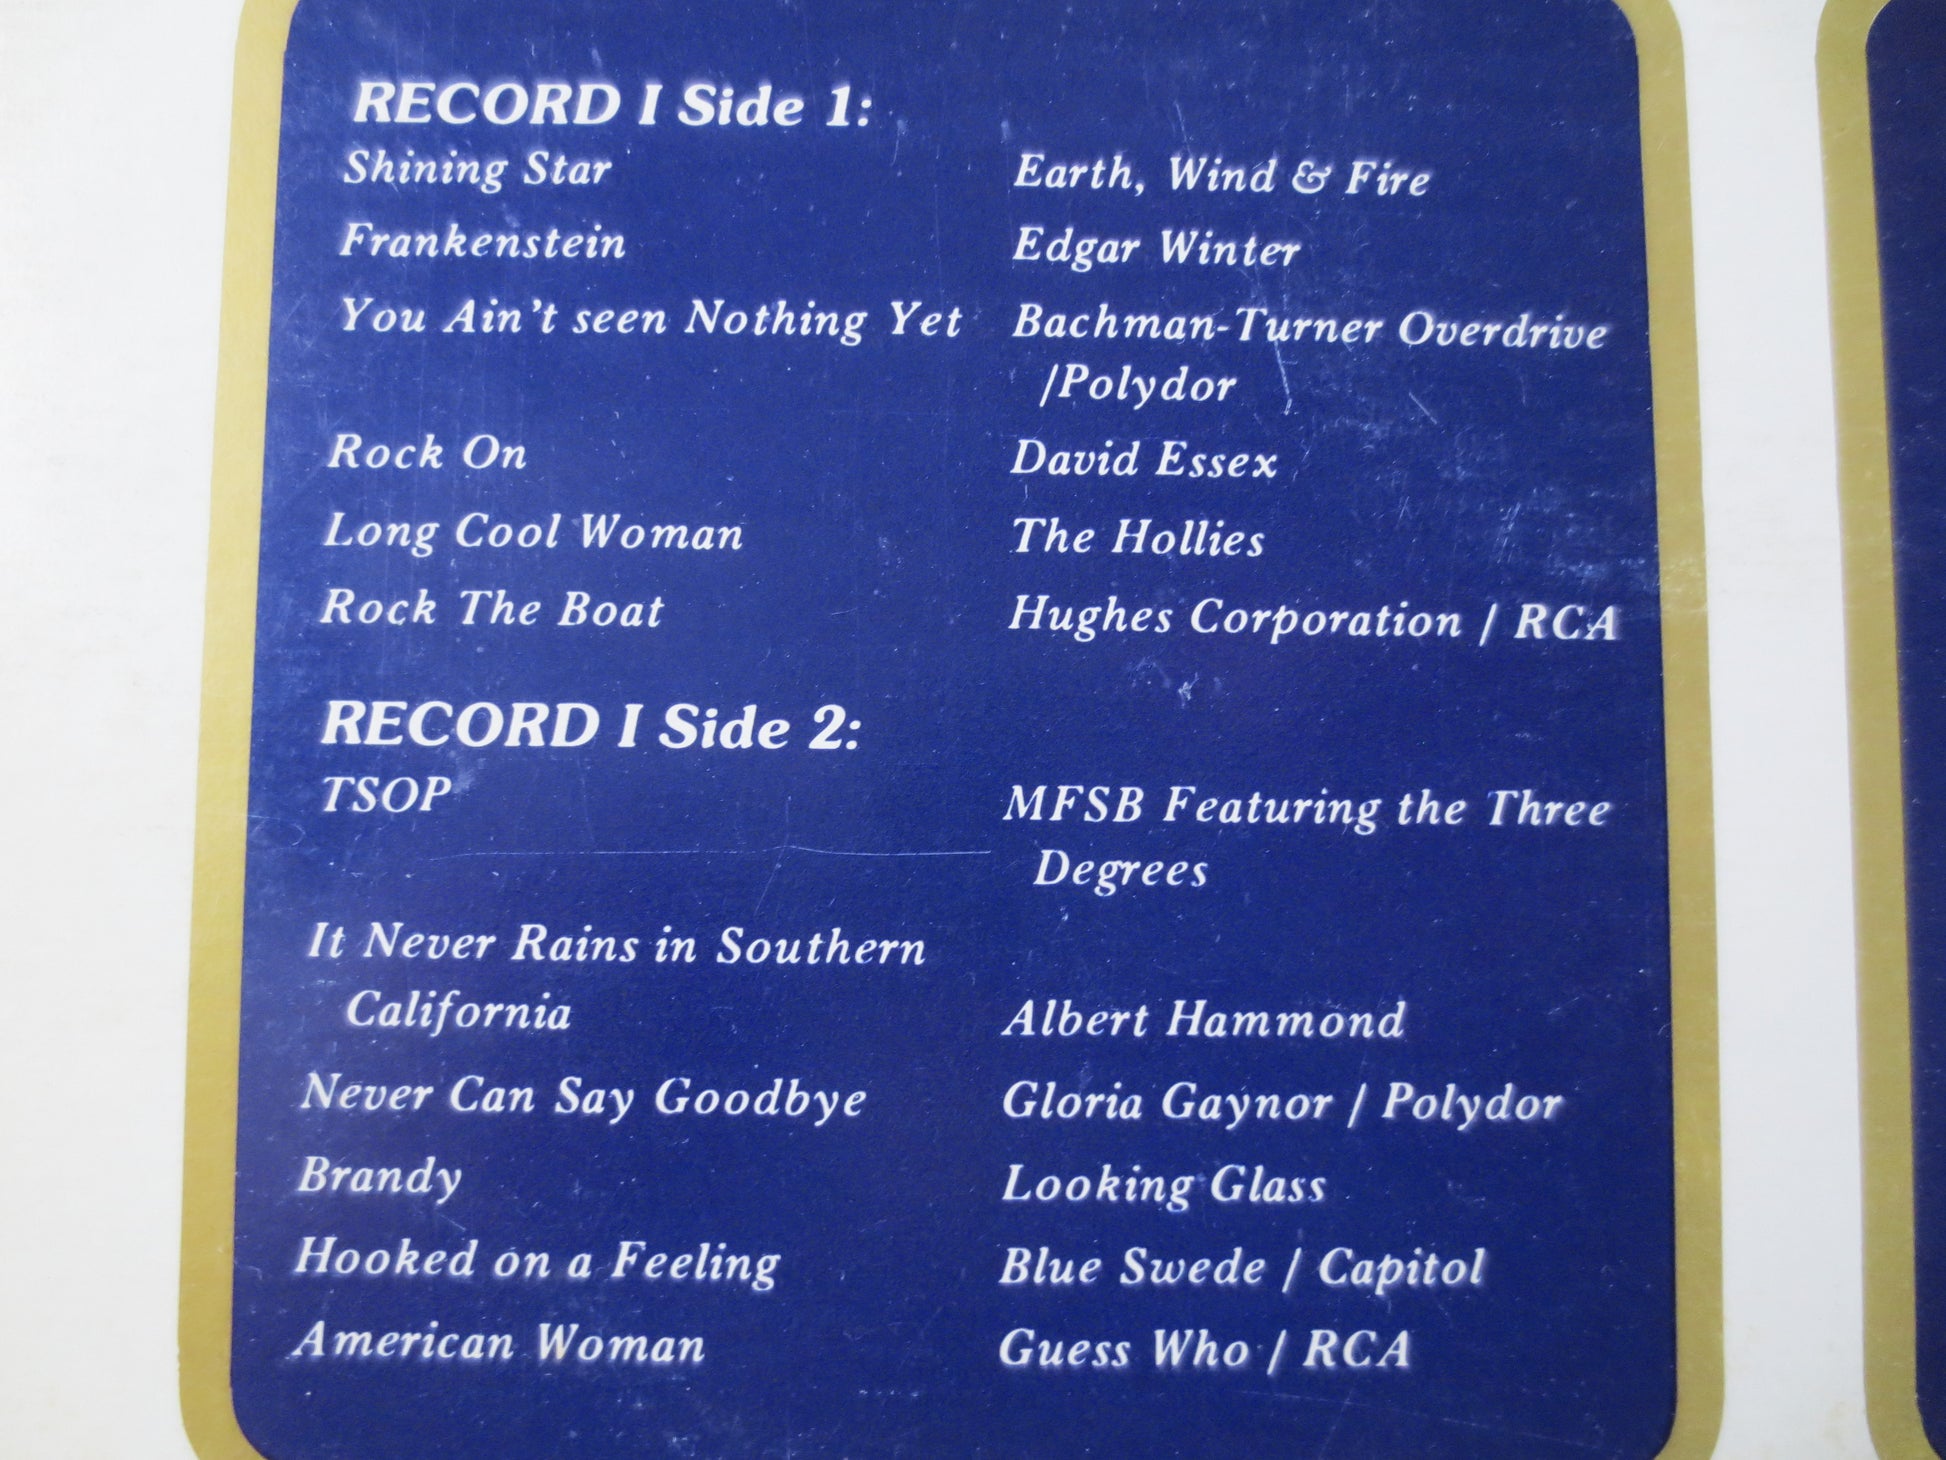 RECORD I Side 1:
Shining Star Earth, Wind & Fire
Frankenstein Edgar Winter
You Ain't seen Nothing Yet Bachman-Turner Overdrive
/Polydor
Rock On David Essex
Long Cool Woman The Hollies
Rock The Boat Hughes Corporation / RCA
RECORD I Side 2:
TSOP MFSB Featuring the Three
Degrees
It Never Rains in Southern
California Albert Hammond
Never Can Say Goodbye Gloria Gaynor / Polydor
Brandy Looking Glass
Hooked on a Feeling Blue Swede / Capitol
American Woman Guess Who / RCA